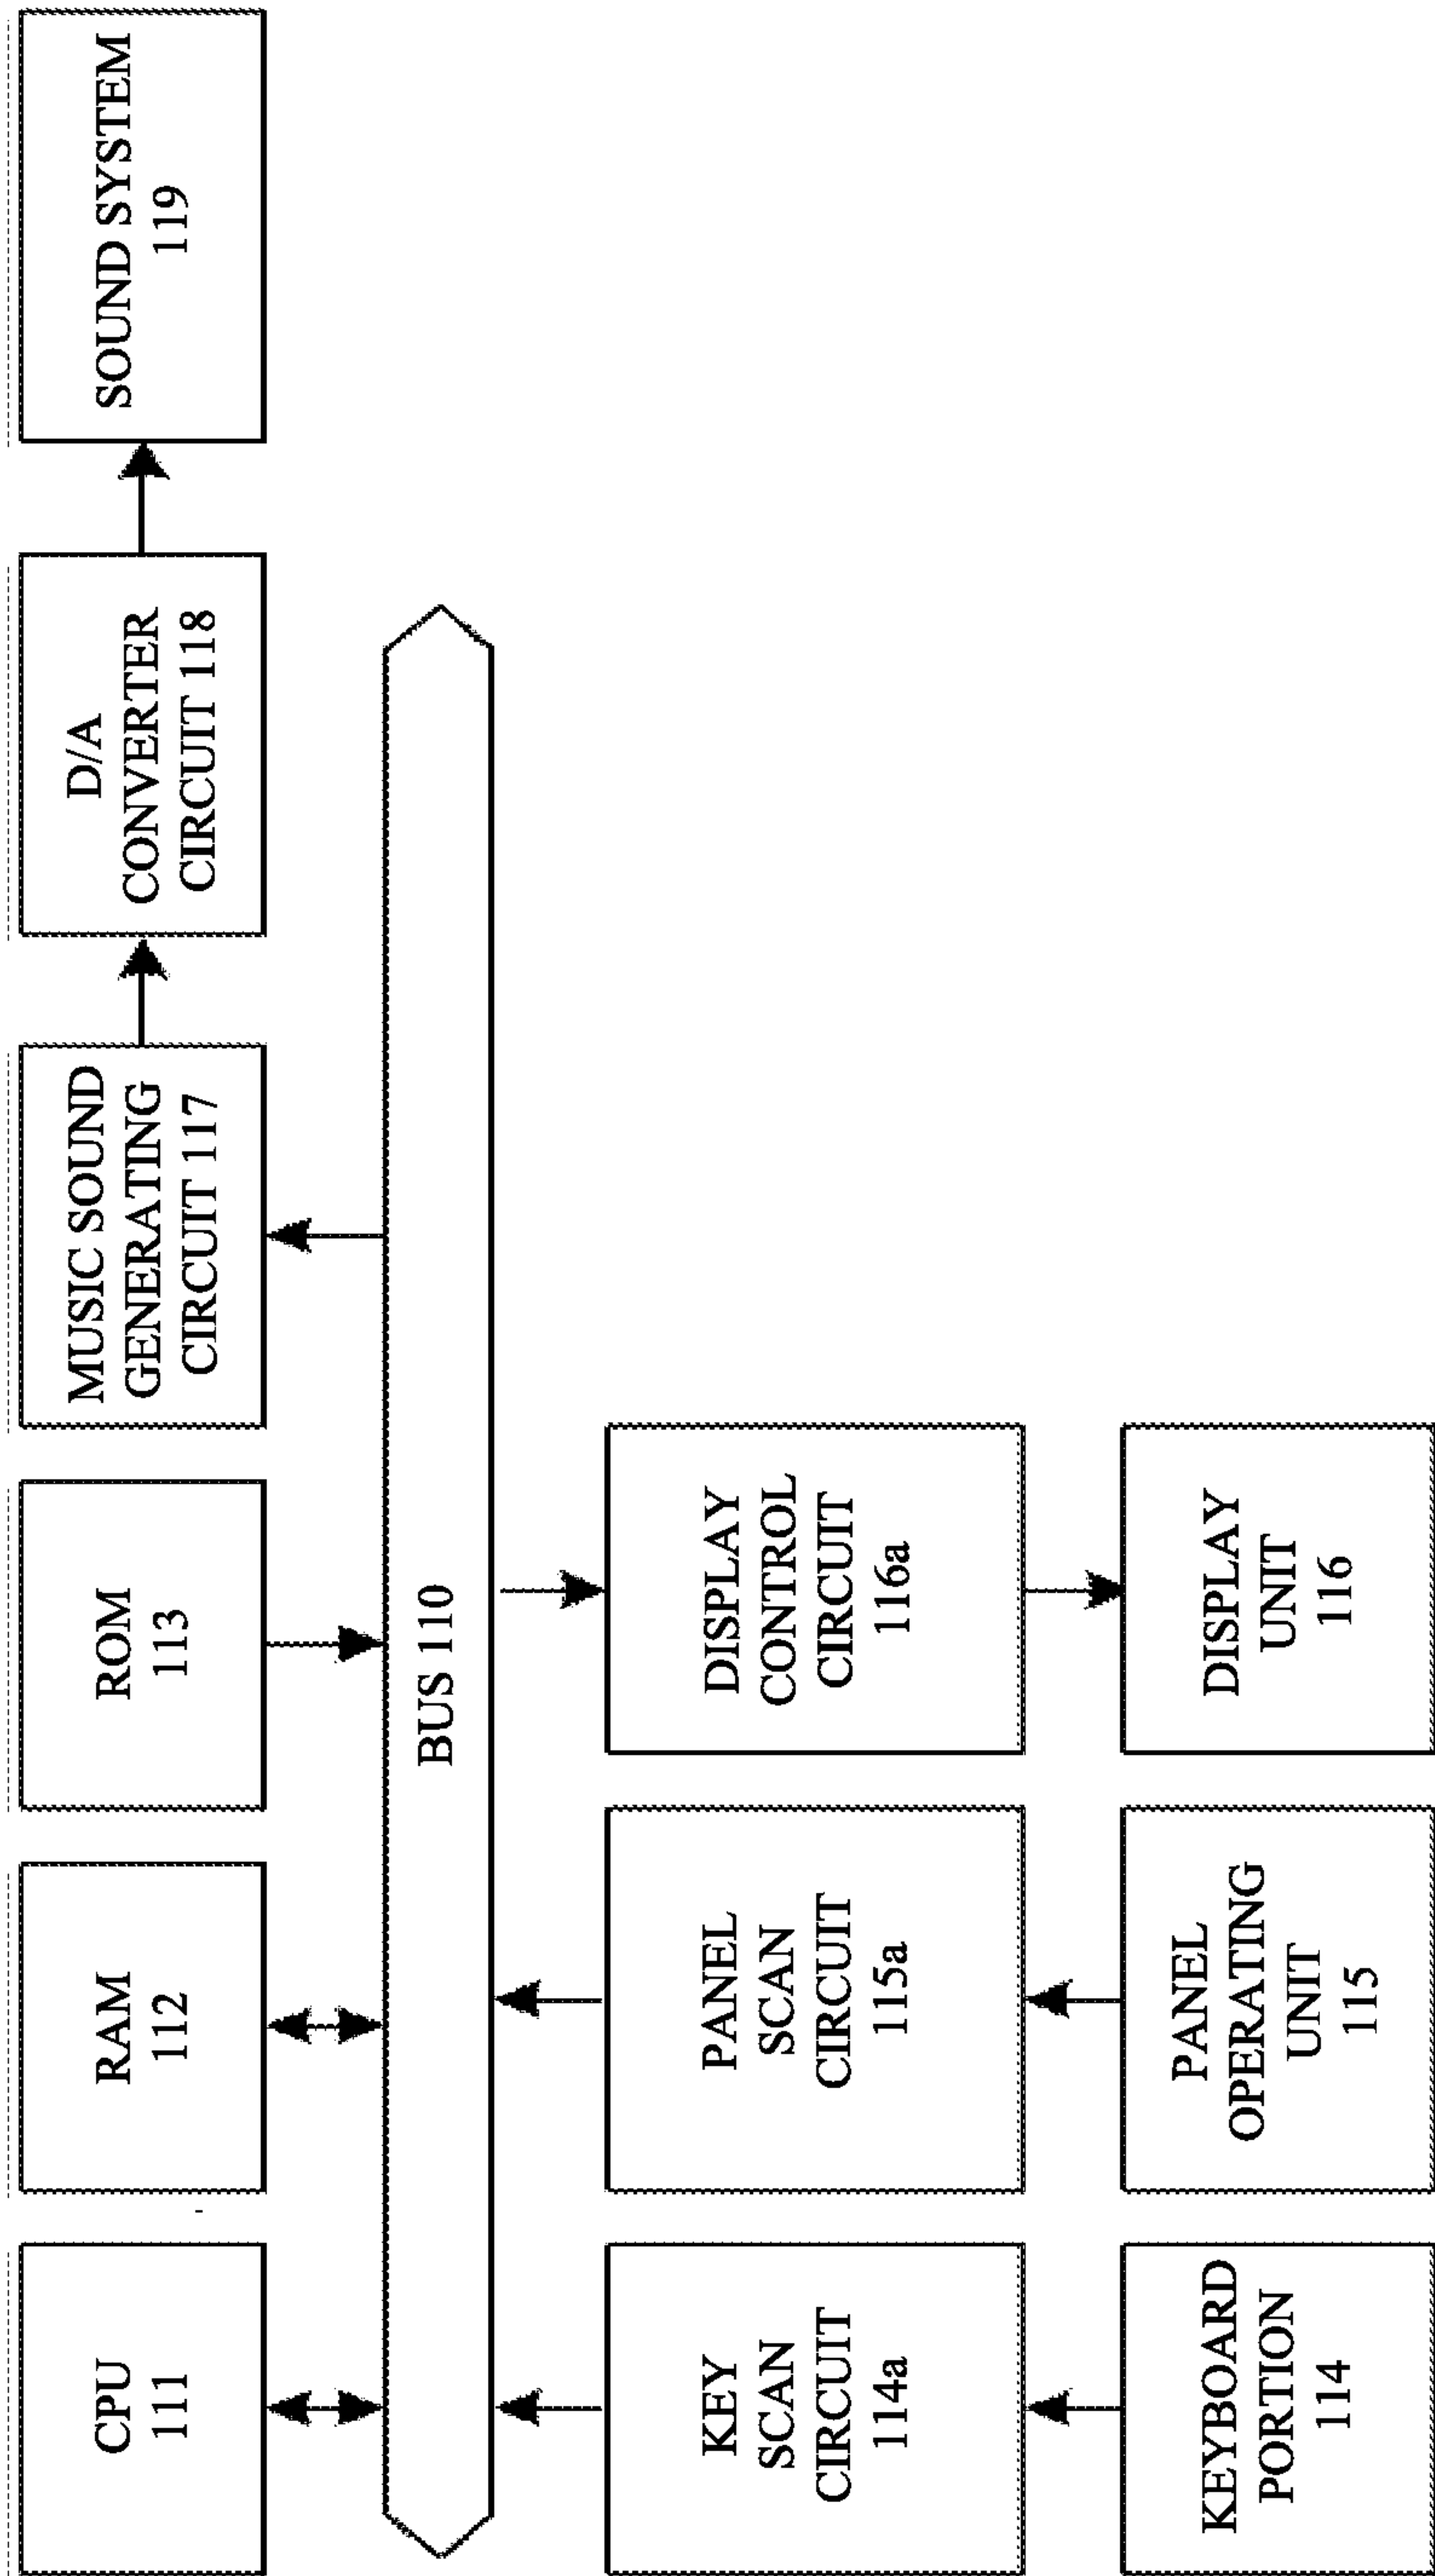 CPU
111
RAM
112
ROM
113
MUSIC SOUND
GENERATING
CIRCUIT 117
D/A
CONVERTER
CIRCUIT 118
SOUND SYSTEM
119
BUS 110
KEY
SCAN
CIRCUIT
114a
PANEL
SCAN
CIRCUIT
115a
DISPLAY
CONTROL
CIRCUIT
116a
KEYBOARD
PORTION
114
PANEL
OPERATING
UNIT
115
DISPLAY
UNIT
116